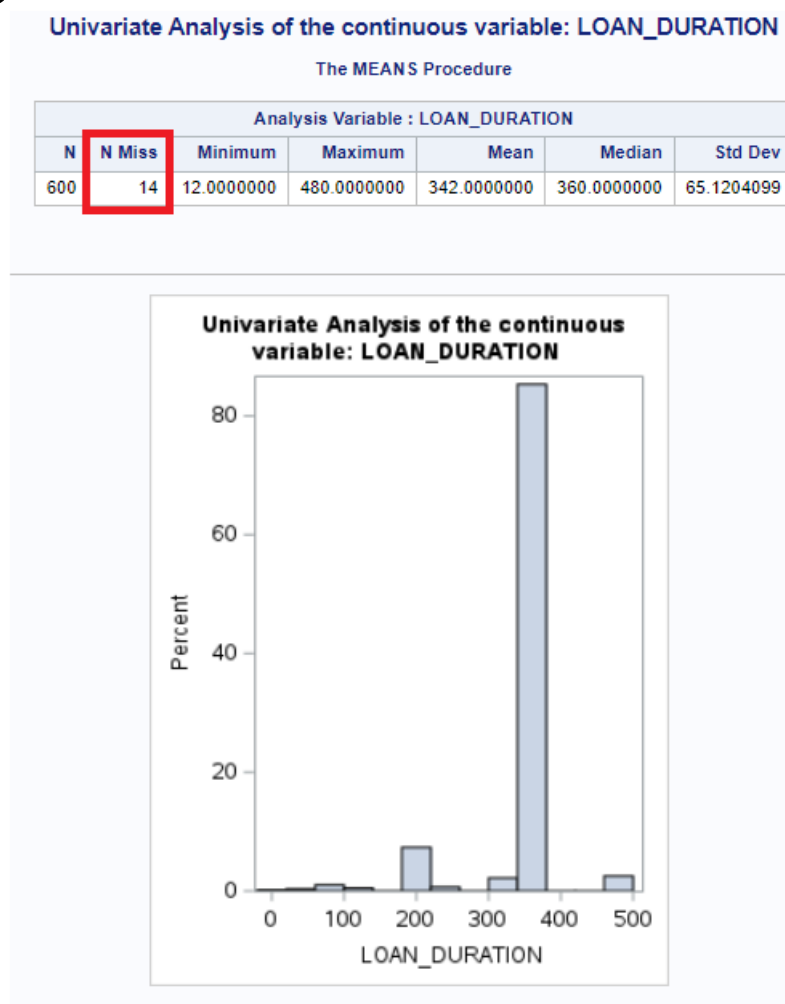 Univariate Analysis of the continuous variable: LOAN_DURATION
The MEANS Procedure
Analysis Variable : LOAN_DURATION
N N Miss Minimum Maximum Mean Median Std Dev
600 14 12.0000000 480.0000000 342.0000000 360.0000000 65.1204099
Univariate Analysis of the continuous
variable: LOAN_DURATION
80
60
Percent
40
20
0
0 100 200 300 400 500
LOAN_DURATION